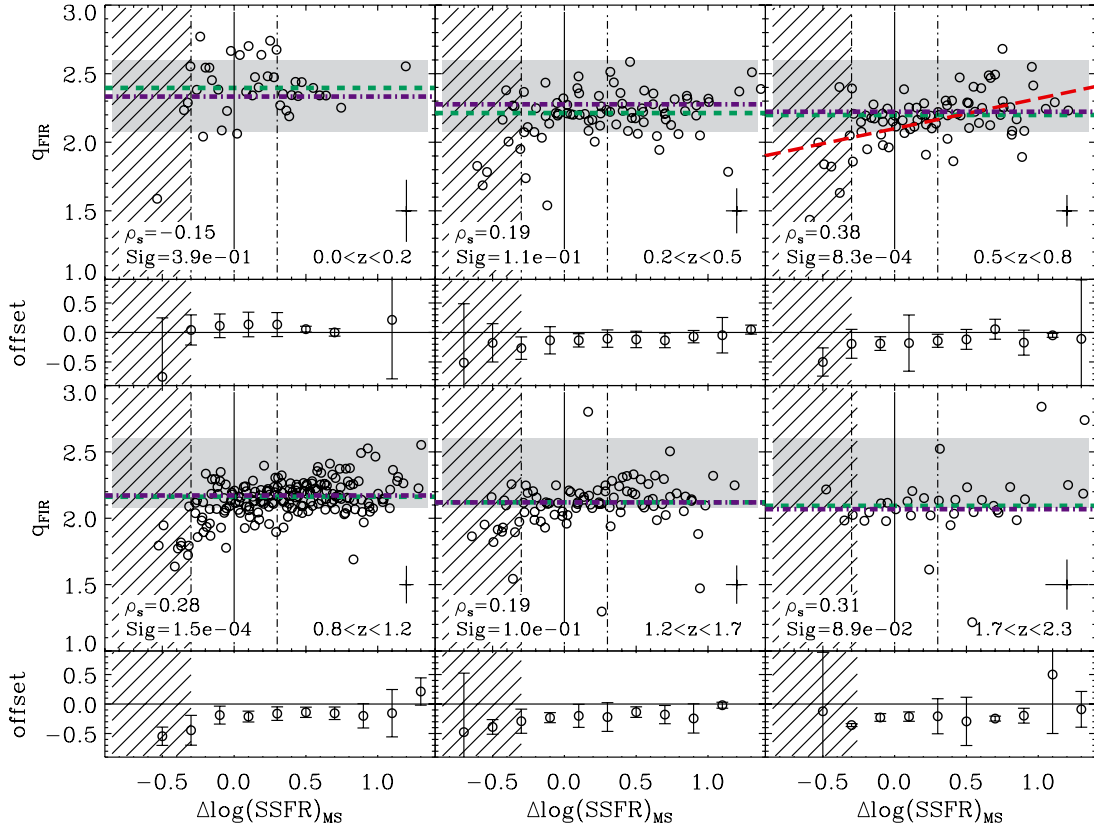 3.0
2.5
2.0
1.5
1.0
q_FIR
ρ_s=−0.15
Sig=3.9e−01 0.0<z<0.2
ρ_s=0.19
Sig=1.1e−01 0.2<z<0.5
ρ_s=0.38
Sig=8.3e−04 0.5<z<0.8
offset
0.5
0.0
−0.5
3.0
2.5
2.0
1.5
1.0
q_FIR
ρ_s=0.28
Sig=1.5e−04 0.8<z<1.2
ρ_s=0.19
Sig=1.0e−01 1.2<z<1.7
ρ_s=0.31
Sig=8.9e−02 1.7<z<2.3
offset
0.5
0.0
−0.5
−0.5 0.0 0.5 1.0 −0.5 0.0 0.5 1.0 −0.5 0.0 0.5 1.0
Δlog(SSFR)_MS Δlog(SSFR)_MS Δlog(SSFR)_MS